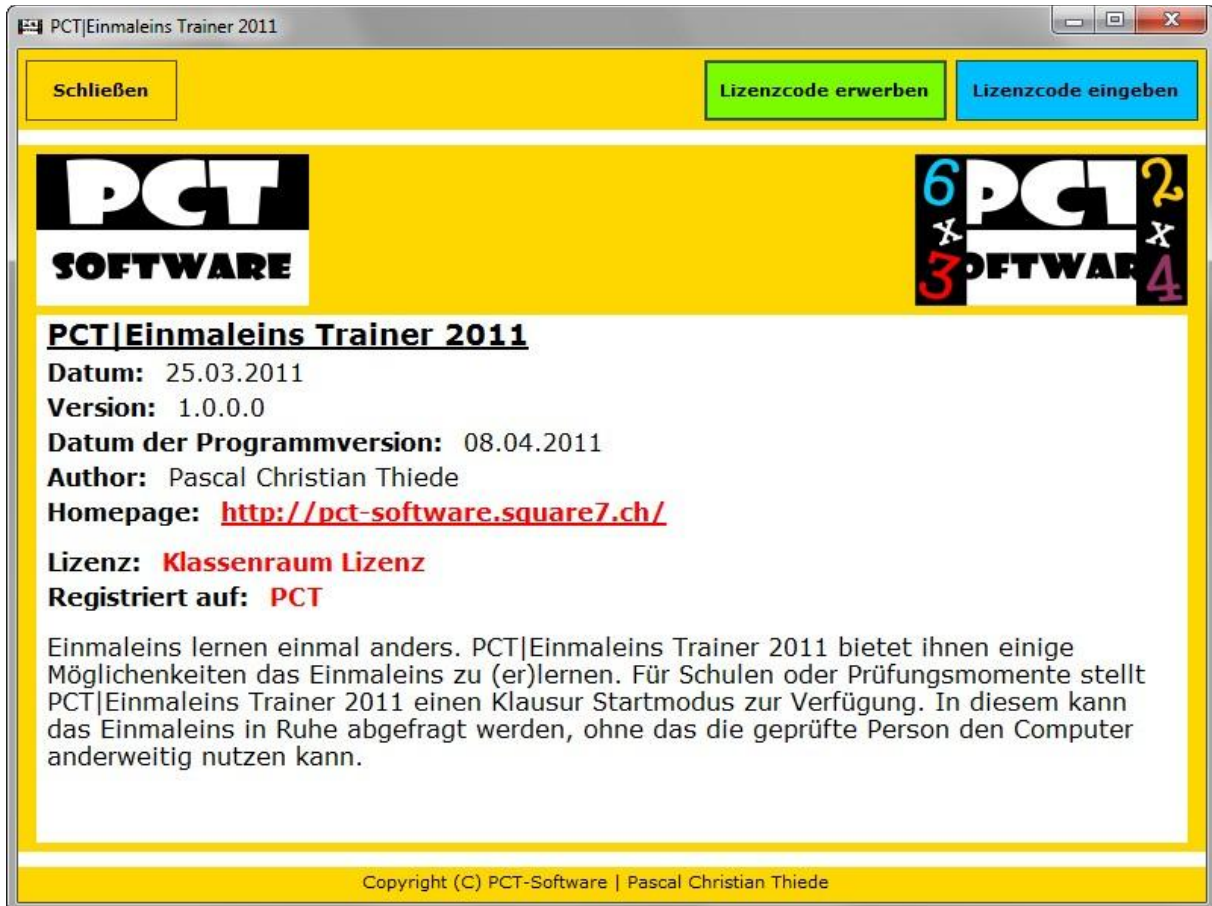 PCT|Einmaleins Trainer 2011
Schließen
Lizenzcode erwerben
Lizenzcode eingeben
PCT
SOFTWARE
6 x 3
PCT
OFTWAR
2 x 4
PCT|Einmaleins Trainer 2011
Datum: 25.03.2011
Version: 1.0.0.0
Datum der Programmversion: 08.04.2011
Author: Pascal Christian Thiede
Homepage: http://pct-software.square7.ch/
Lizenz: Klassenraum Lizenz
Registriert auf: PCT
Einmaleins lernen einmal anders. PCT|Einmaleins Trainer 2011 bietet ihnen einige
Möglichenkeiten das Einmaleins zu (er)lernen. Für Schulen oder Prüfungsmomente stellt
PCT|Einmaleins Trainer 2011 einen Klausur Startmodus zur Verfügung. In diesem kann
das Einmaleins in Ruhe abgefragt werden, ohne das die geprüfte Person den Computer
anderweitig nutzen kann.
Copyright (C) PCT-Software | Pascal Christian Thiede